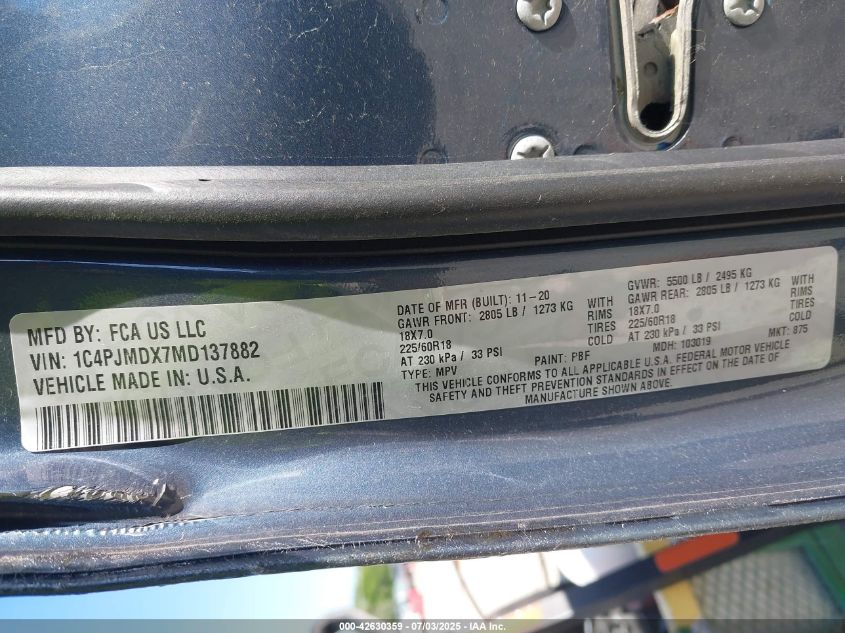 MFD BY: FCA US LLC
VIN: 1C4PJMDX7MD137882
VEHICLE MADE IN: U.S.A.
DATE OF MFR (BUILT): 11-20
GAWR FRONT: 2805 LB / 1273 KG WITH
18X7.0 RIMS
225/60R18 TIRES
AT 230 kPa / 33 PSI COLD
TYPE: MPV PAINT: PBF
GVWR: 5500 LB / 2495 KG
GAWR REAR: 2805 LB / 1273 KG WITH
18X7.0 RIMS
225/60R18 TIRES
AT 230 kPa / 33 PSI COLD
MDH: 103019 MKT: 875
THIS VEHICLE CONFORMS TO ALL APPLICABLE U.S.A. FEDERAL MOTOR VEHICLE
SAFETY AND THEFT PREVENTION STANDARDS IN EFFECT ON THE DATE OF
MANUFACTURE SHOWN ABOVE.
000-42630359 - 07/03/2025 - IAA Inc.